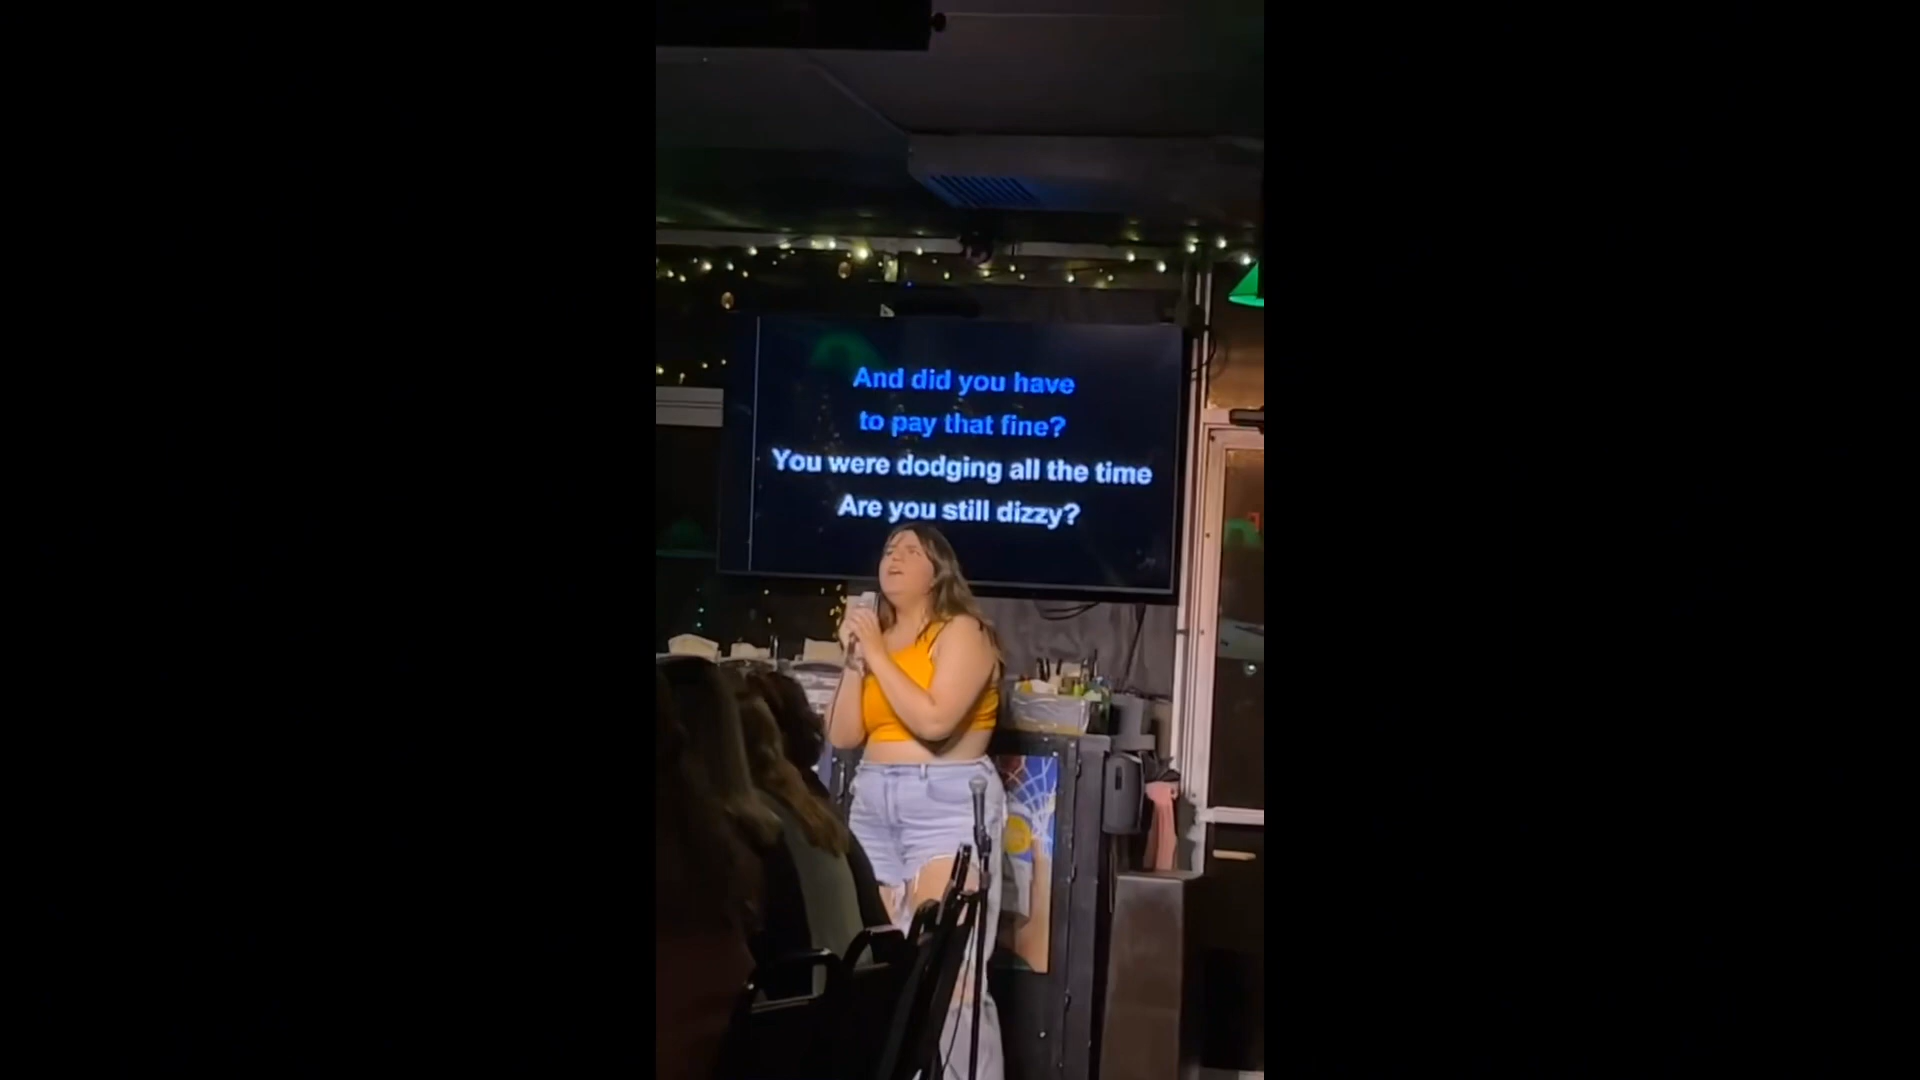 And did you have
to pay that fine?
You were dodging all the time
Are you still dizzy?